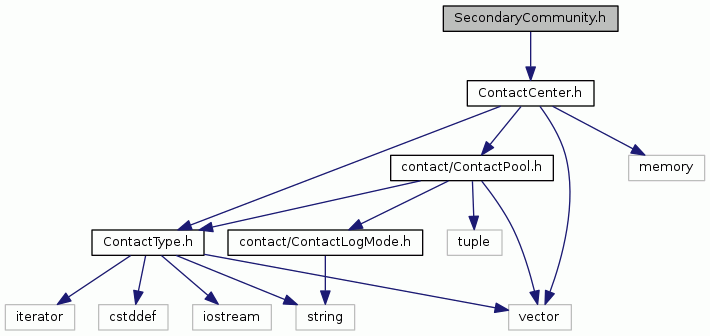 SecondaryCommunity.h
ContactCenter.h
contact/ContactPool.h
memory
ContactType.h
contact/ContactLogMode.h
tuple
iterator
cstddef
iostream
string
vector